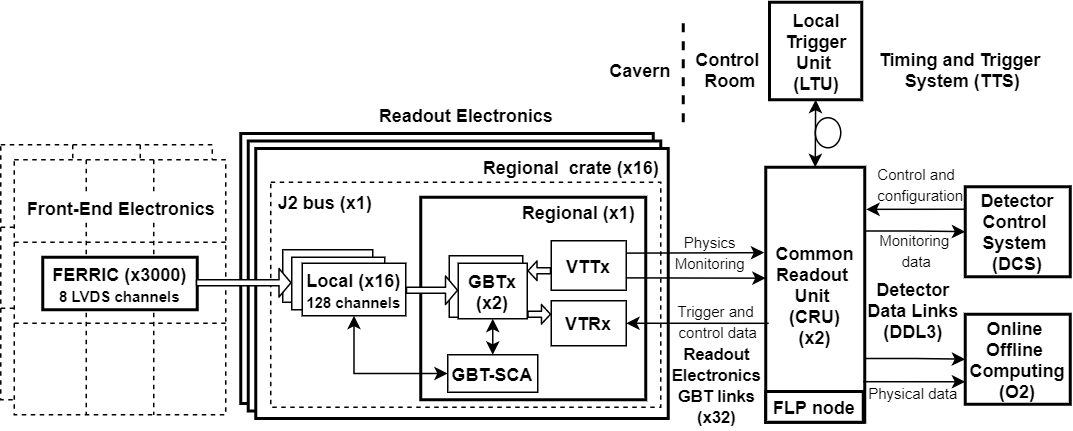 Local
Trigger
Unit
(LTU)
Cavern
Control
Room
Timing and Trigger
System (TTS)
Readout Electronics
Regional crate (x16)
J2 bus (x1)
Regional (x1)
Front-End Electronics
FERRIC (x3000)
8 LVDS channels
Local (x16)
128 channels
GBTx
(x2)
VTTx
VTRx
GBT-SCA
Physics
Monitoring
Trigger and
control data
Readout
Electronics
GBT links
(x32)
Common
Readout
Unit
(CRU)
(x2)
FLP node
Control and
configuration
Monitoring
data
Detector
Control
System
(DCS)
Detector
Data Links
(DDL3)
Physical data
Online
Offline
Computing
(O2)